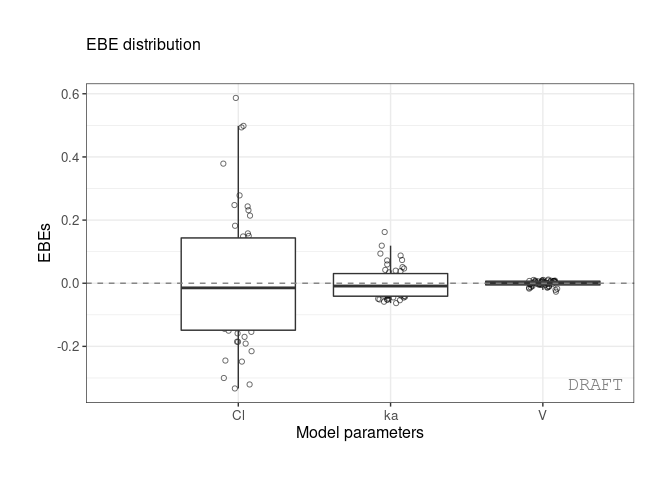 EBE distribution
0.6
0.4
0.2
0.0
-0.2
EBEs
DRAFT
Cl ka V
Model parameters